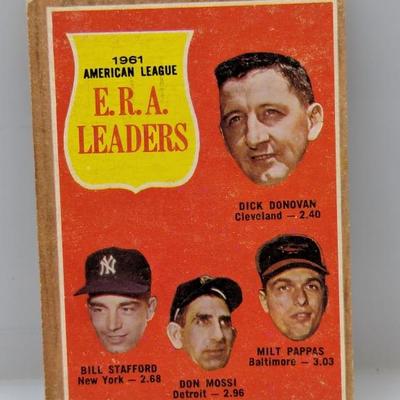 1961
AMERICAN LEAGUE
E.R.A.
LEADERS
DICK DONOVAN
Cleveland — 2.40
NY
BILL STAFFORD
New York — 2.68
DON MOSSI
Detroit — 2.96
MILT PAPPAS
Baltimore — 3.03